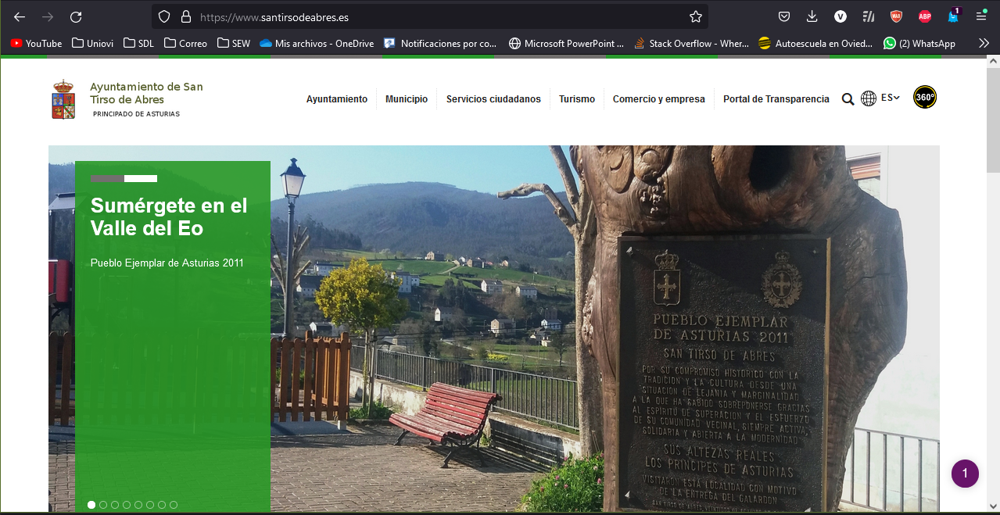 https://www.santirsodeabres.es
V
WAS
ABP
1
YouTube
Uniovi
SDL
Correo
SEW
Mis archivos - OneDrive
Notificaciones por co...
Microsoft PowerPoint ...
Stack Overflow - Wher...
Autoescuela en Ovied...
(2) WhatsApp
Ayuntamiento de San
Tirso de Abres
PRINCIPADO DE ASTURIAS
Ayuntamiento
Municipio
Servicios ciudadanos
Turismo
Comercio y empresa
Portal de Transparencia
ES
360º
Sumérgete en el
Valle del Eo
Pueblo Ejemplar de Asturias 2011
PUEBLO EJEMPLAR
DE ASTURIAS 2011
SAN TIRSO DE ABRES
POR SU COMPROMISO HISTORICO CON LA
TRADICION Y LA CULTURA DESDE UNA
SITUACION DE LEJANIA Y MARGINALIDAD
A LA QUE HA SABIDO SOBREPONERSE GRACIAS
AL ESPIRITU DE SUPERACION Y EL ESFUERZO
DE SU COMUNIDAD VECINAL, SIEMPRE ACTIVA,
SOLIDARIA Y ABIERTA A LA MODERNIDAD
SUS ALTEZAS REALES
LOS PRINCIPES DE ASTURIAS
VISITARON ESTA LOCALIDAD CON MOTIVO
DE LA ENTREGA DEL GALARDON
SAN TIRSO DE ABRES
1